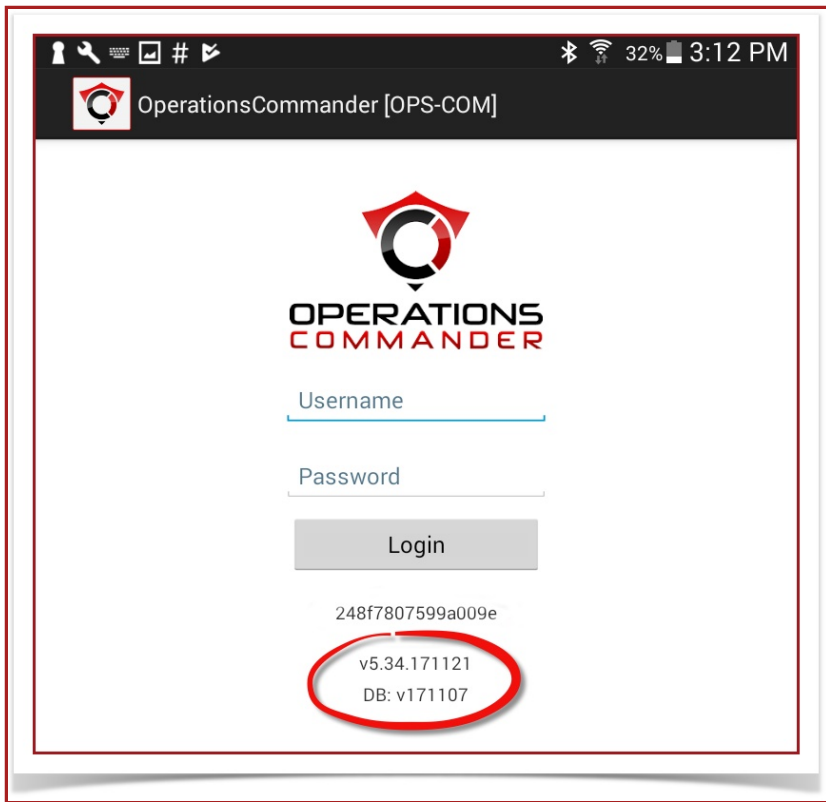 32% 3:12 PM
OperationsCommander [OPS-COM]
OPERATIONS
COMMANDER
Username
Password
Login
248f7807599a009e
v5.34.171121
DB: v171107